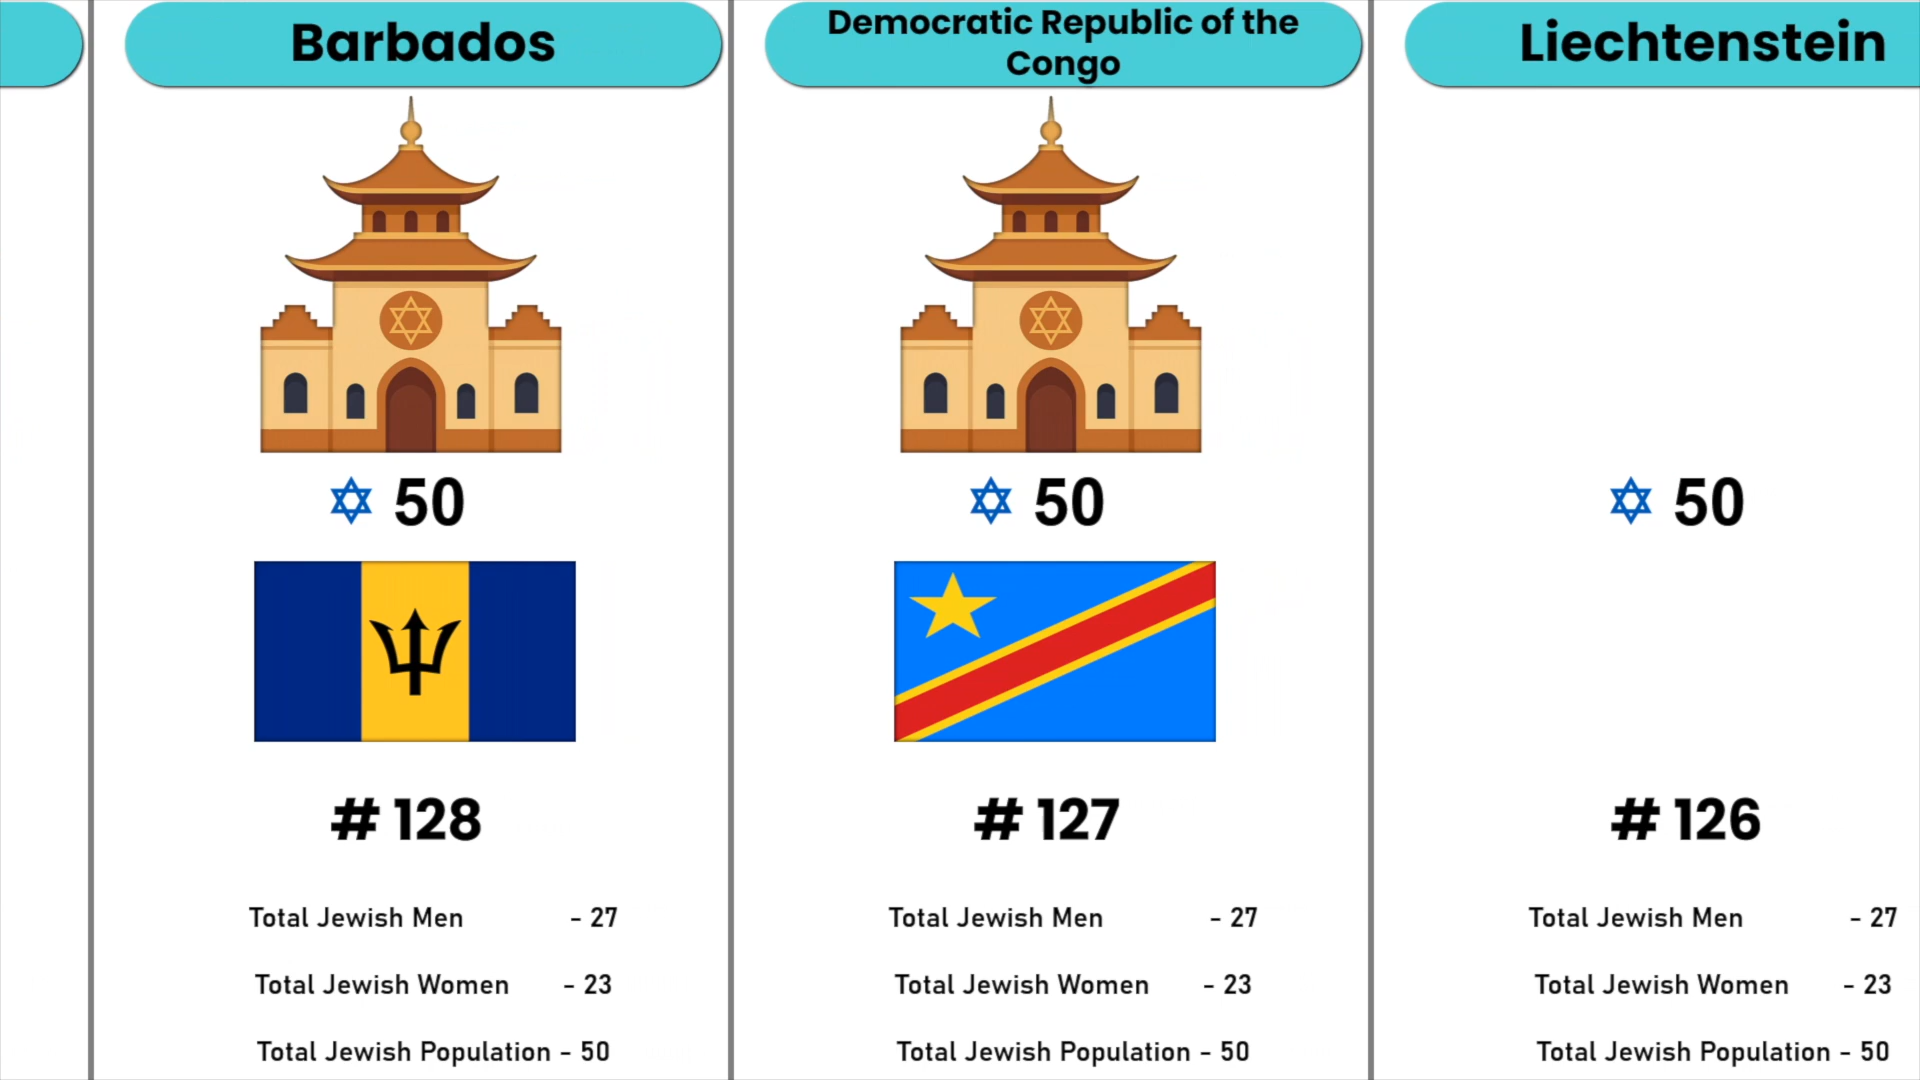 Barbados
50
# 128
Total Jewish Men - 27
Total Jewish Women - 23
Total Jewish Population - 50
Democratic Republic of the
Congo
50
# 127
Total Jewish Men - 27
Total Jewish Women - 23
Total Jewish Population - 50
Liechtenstein
50
# 126
Total Jewish Men - 27
Total Jewish Women - 23
Total Jewish Population - 50